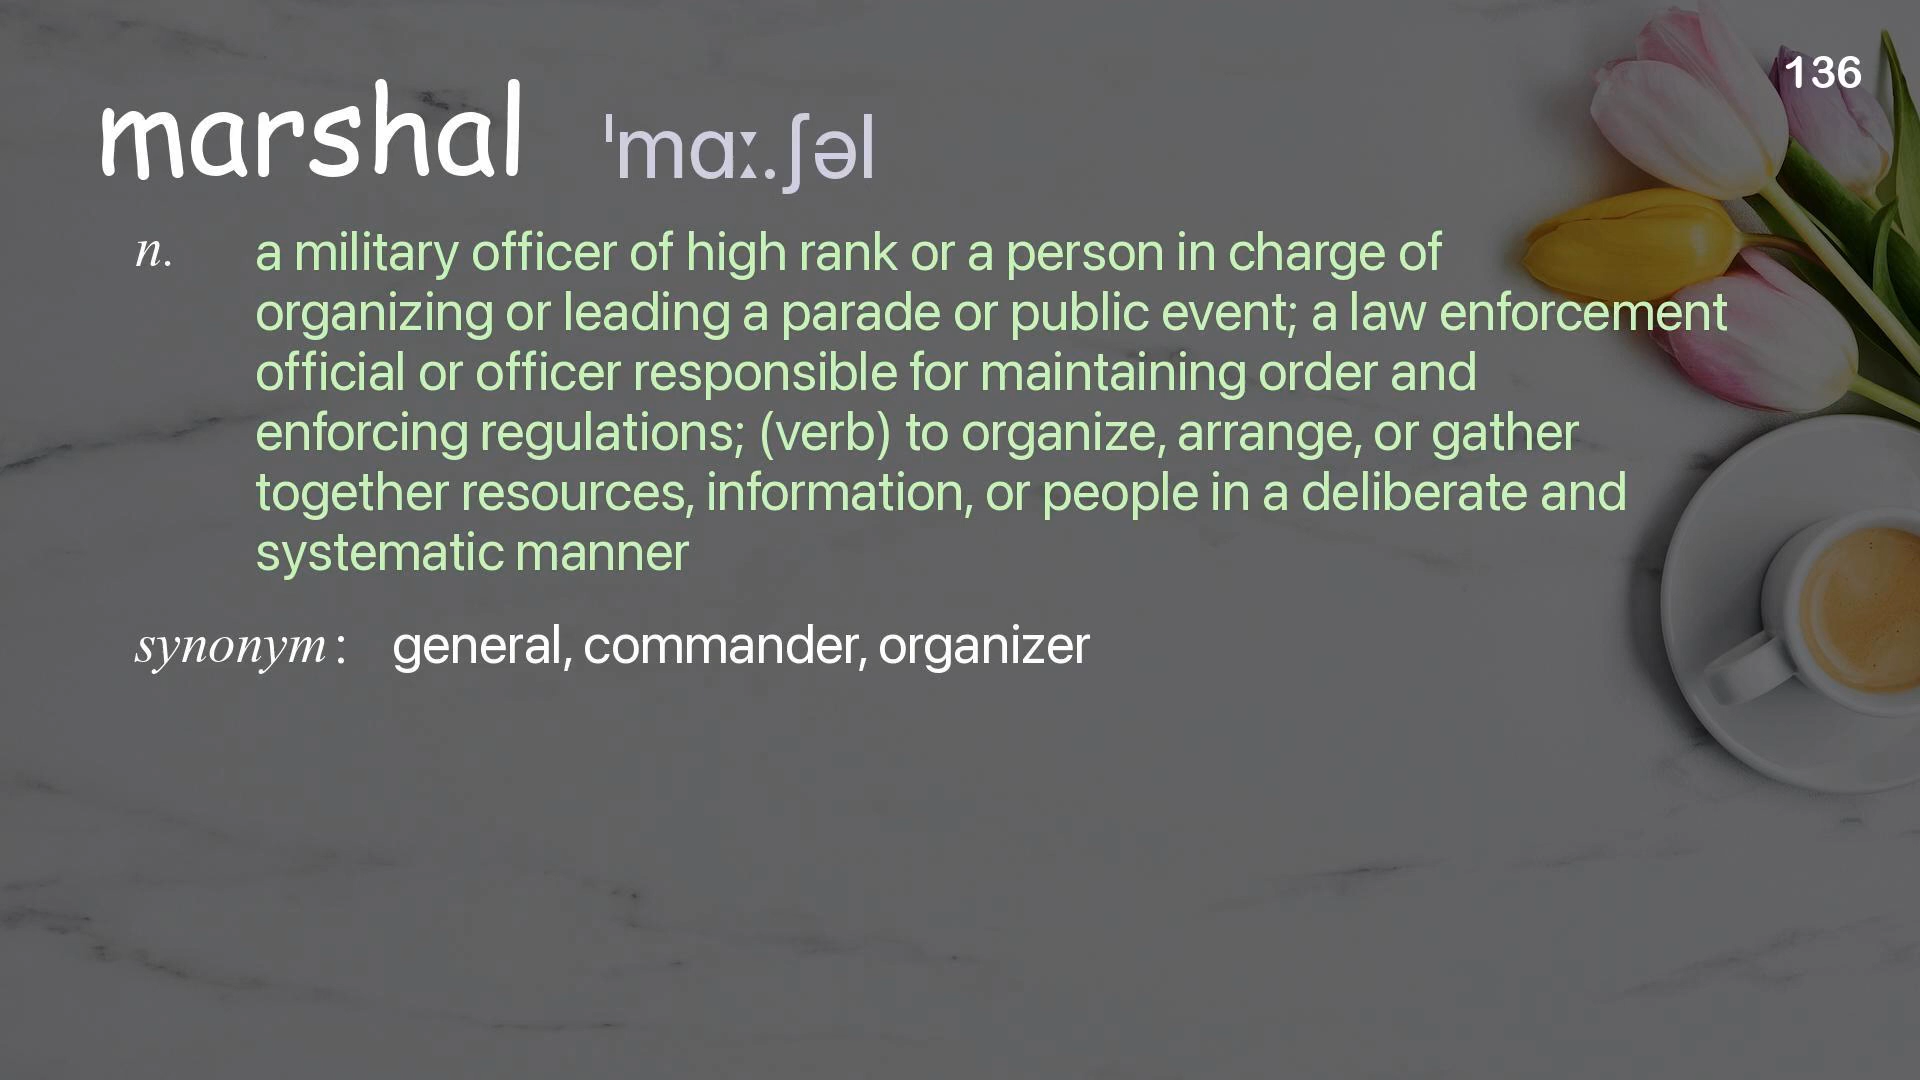 136
marshal ˈmɑː.ʃəl
n. a military officer of high rank or a person in charge of
organizing or leading a parade or public event; a law enforcement
official or officer responsible for maintaining order and
enforcing regulations; (verb) to organize, arrange, or gather
together resources, information, or people in a deliberate and
systematic manner
synonym : general, commander, organizer